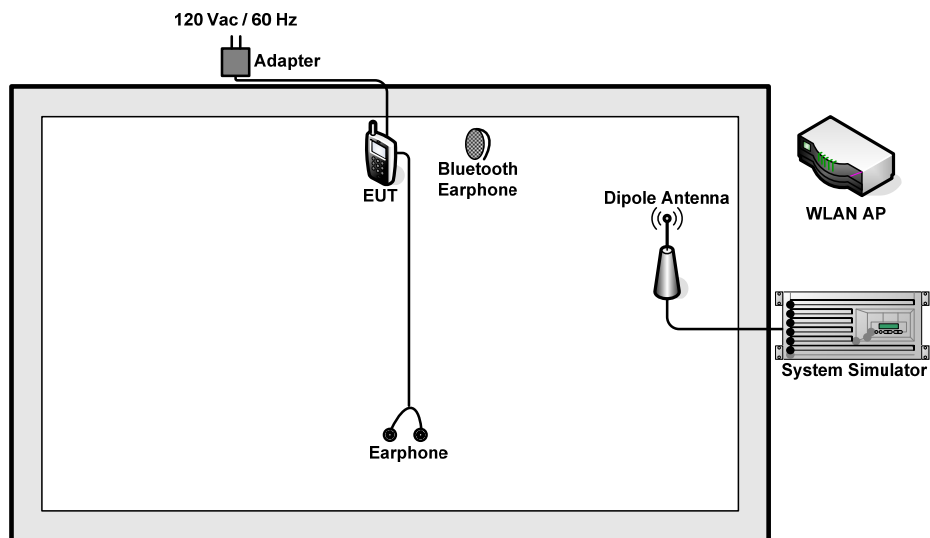 120 Vac / 60 Hz
Adapter
EUT
Bluetooth
Earphone
Dipole Antenna
WLAN AP
System Simulator
Earphone